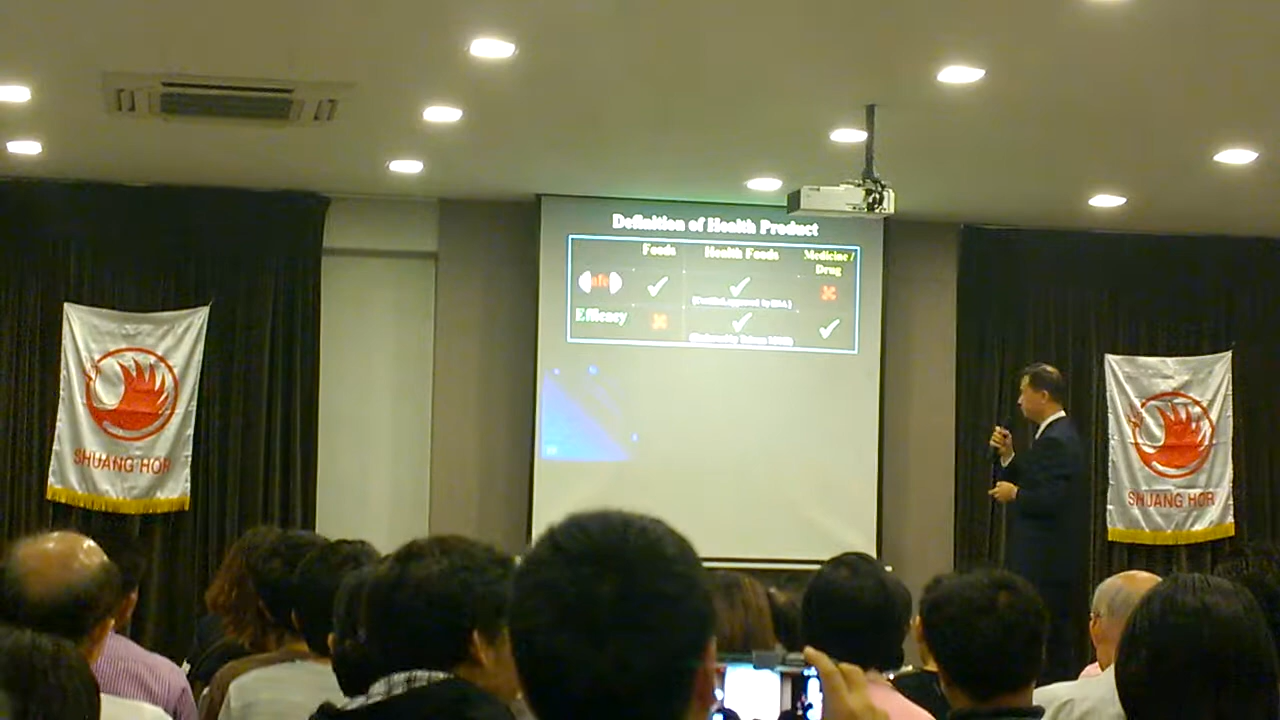 Definition of Health Product
Foods Health Foods Medicine / Drug
Efficacy
SHUANG HOR
SHUANG HOR